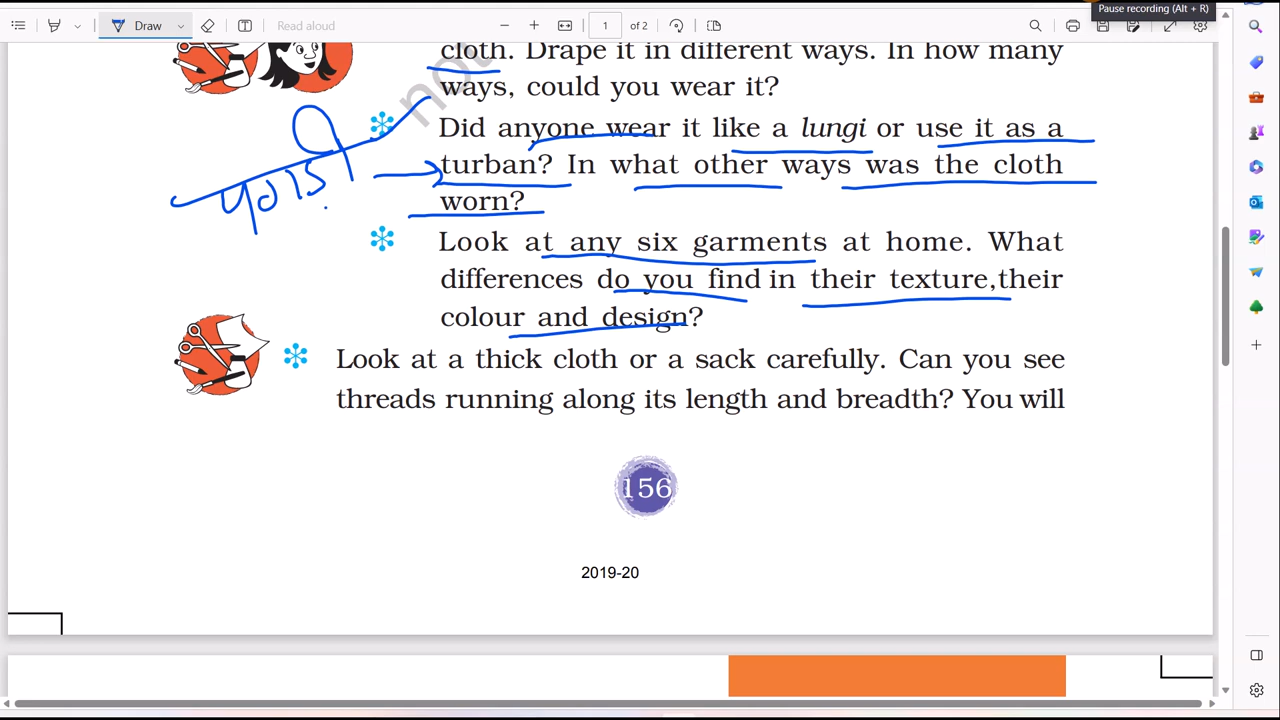 Pause recording (Alt + R)
Draw
Read aloud
1 of 2
cloth. Drape it in different ways. In how many
ways, could you wear it?
Did anyone wear it like a lungi or use it as a
turban? In what other ways was the cloth
worn?
पगड़ी
Look at any six garments at home. What
differences do you find in their texture,their
colour and design?
Look at a thick cloth or a sack carefully. Can you see
threads running along its length and breadth? You will
156
2019-20